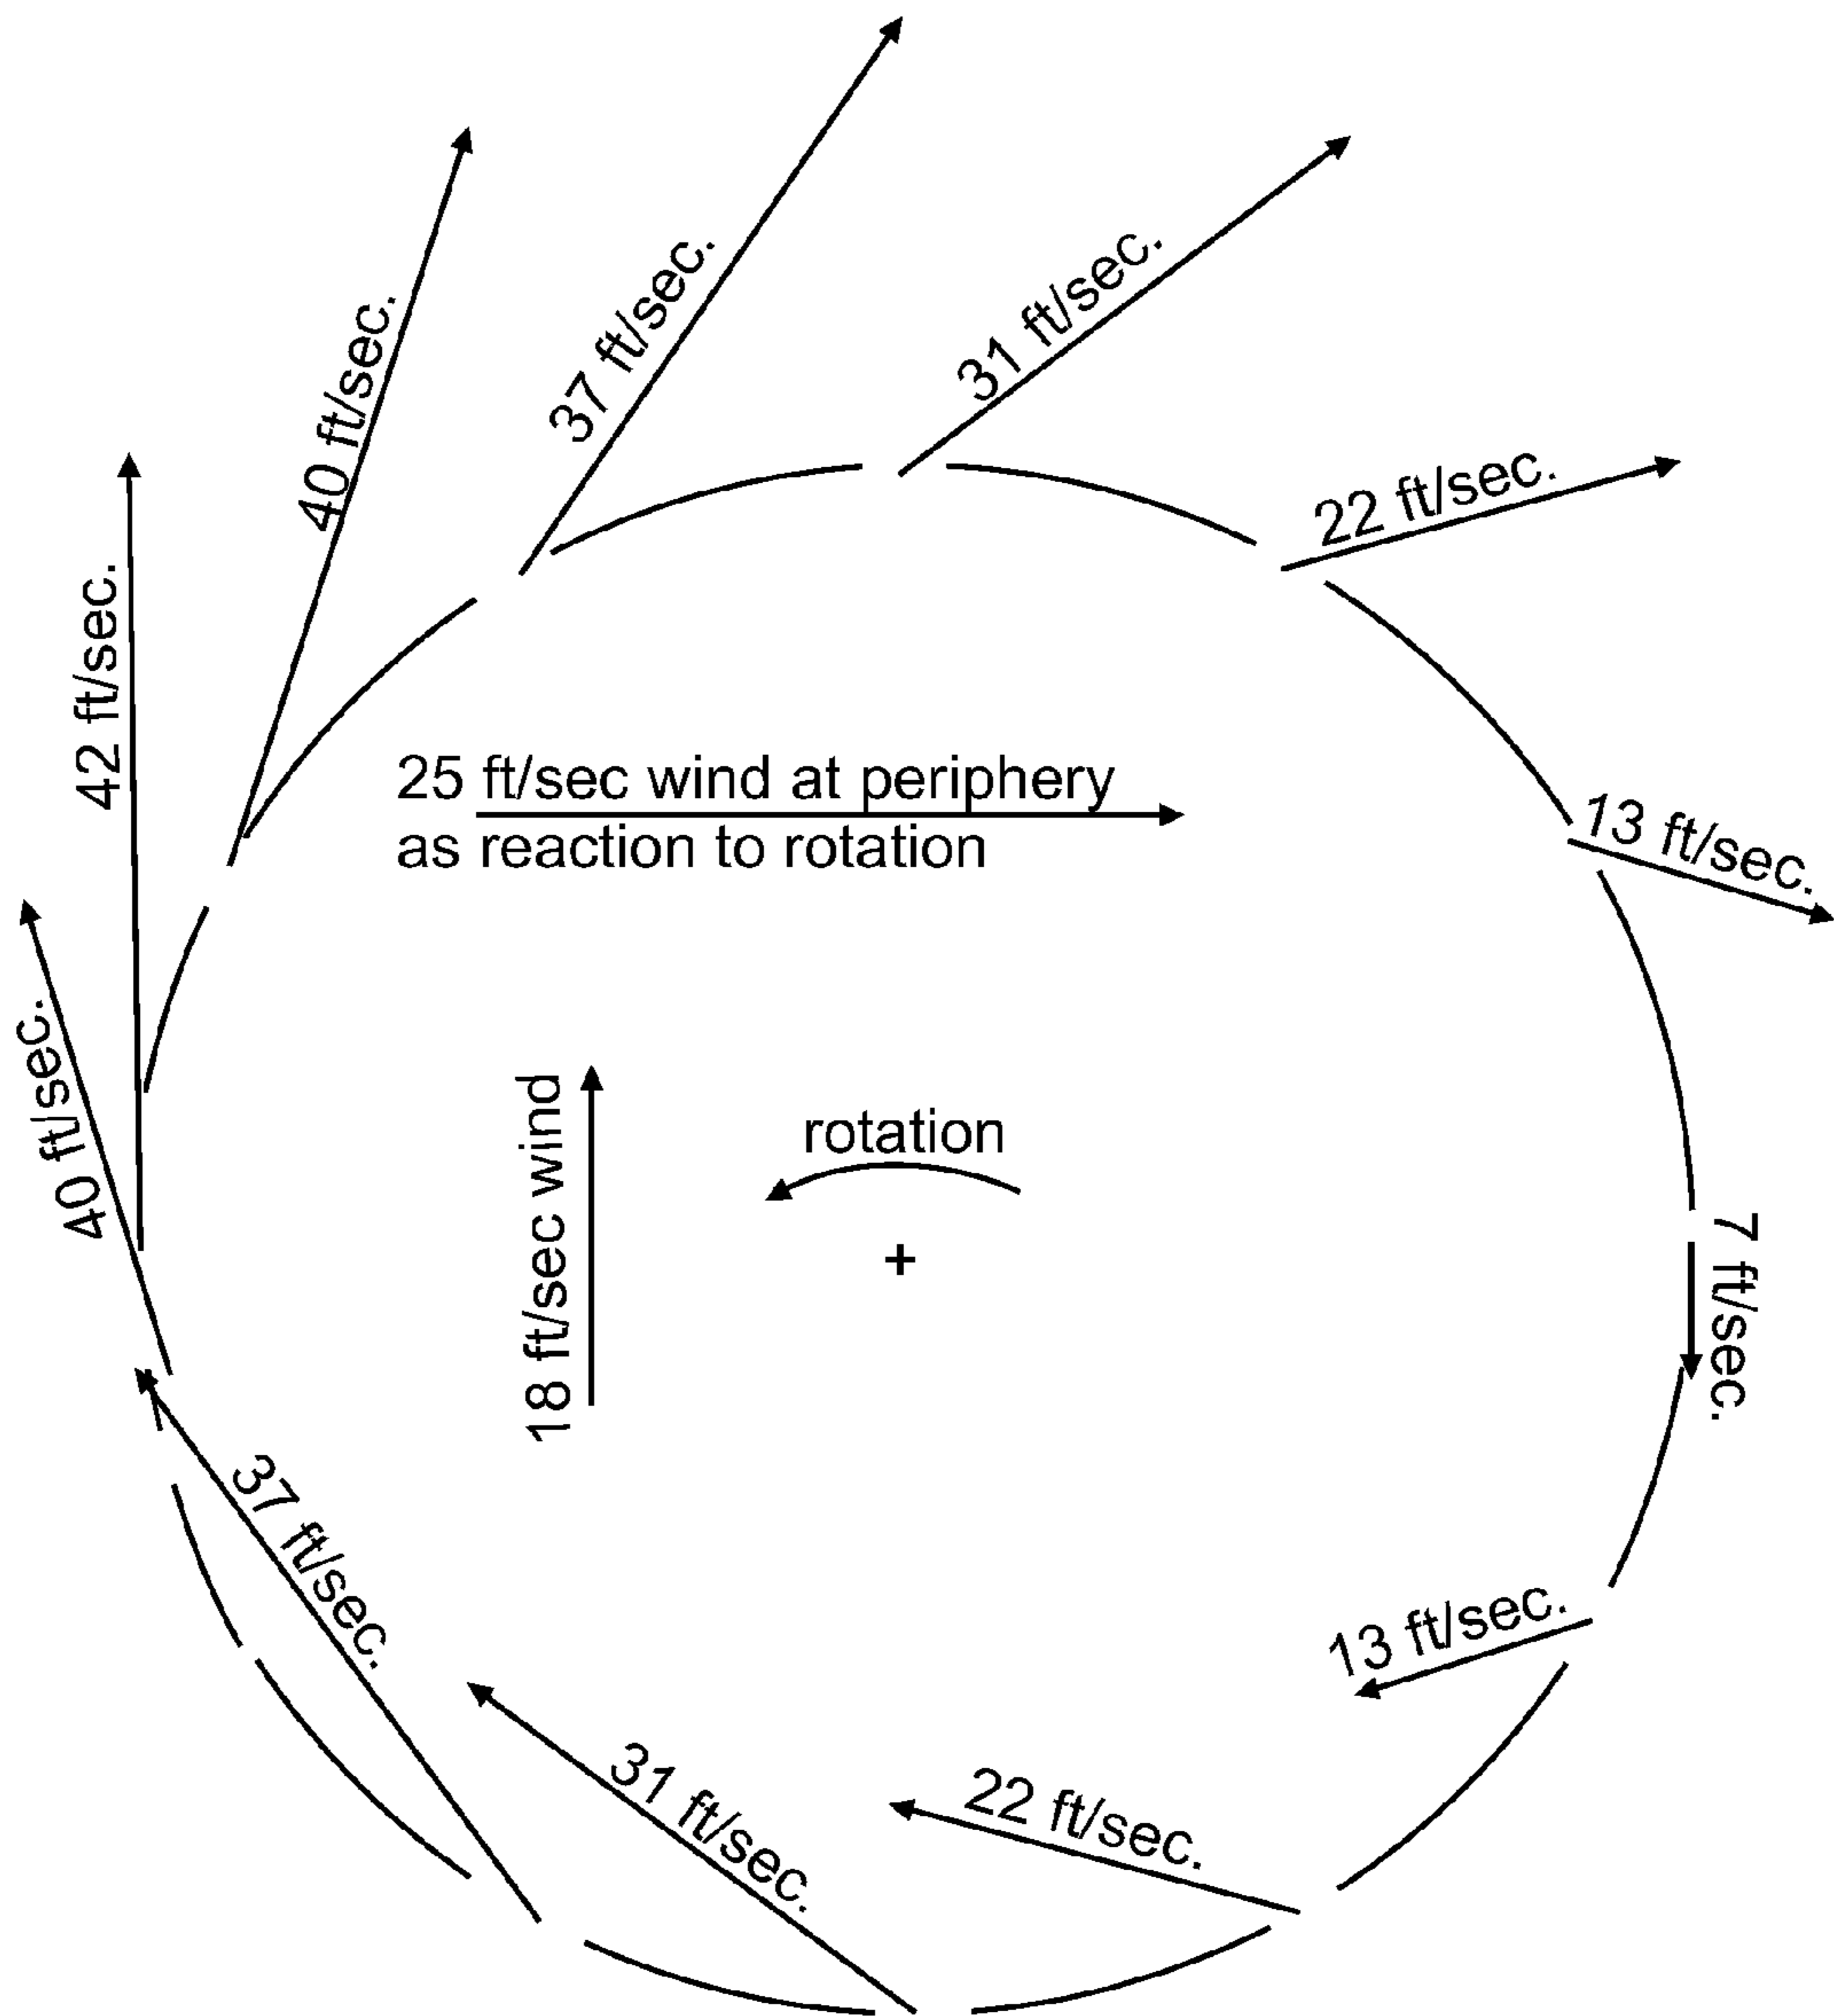 37 ft/sec.
31 ft/sec.
40 ft/sec.
22 ft/sec.
42 ft/sec.
25 ft/sec wind at periphery
as reaction to rotation
13 ft/sec.
40 ft/sec.
18 ft/sec wind
rotation
+
7 ft/sec.
37 ft/sec.
13 ft/sec.
31 ft/sec.
22 ft/sec.